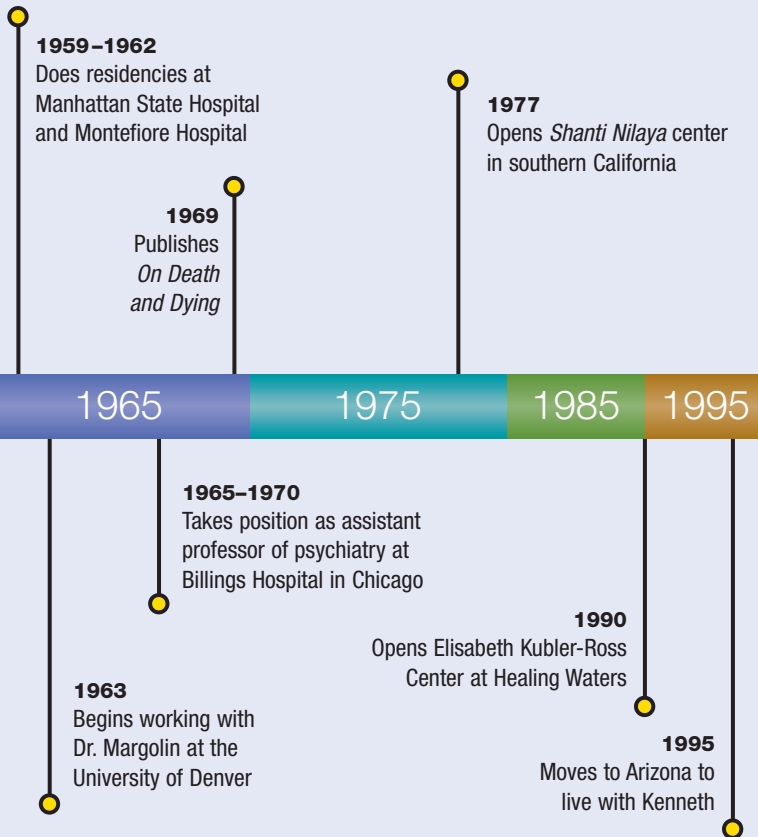 1959–1962
Does residencies at
Manhattan State Hospital
and Montefiore Hospital
1977
Opens Shanti Nilaya center
in southern California
1969
Publishes
On Death
and Dying
1965
1975
1985
1995
1965–1970
Takes position as assistant
professor of psychiatry at
Billings Hospital in Chicago
1990
Opens Elisabeth Kubler-Ross
Center at Healing Waters
1963
Begins working with
Dr. Margolin at the
University of Denver
1995
Moves to Arizona to
live with Kenneth